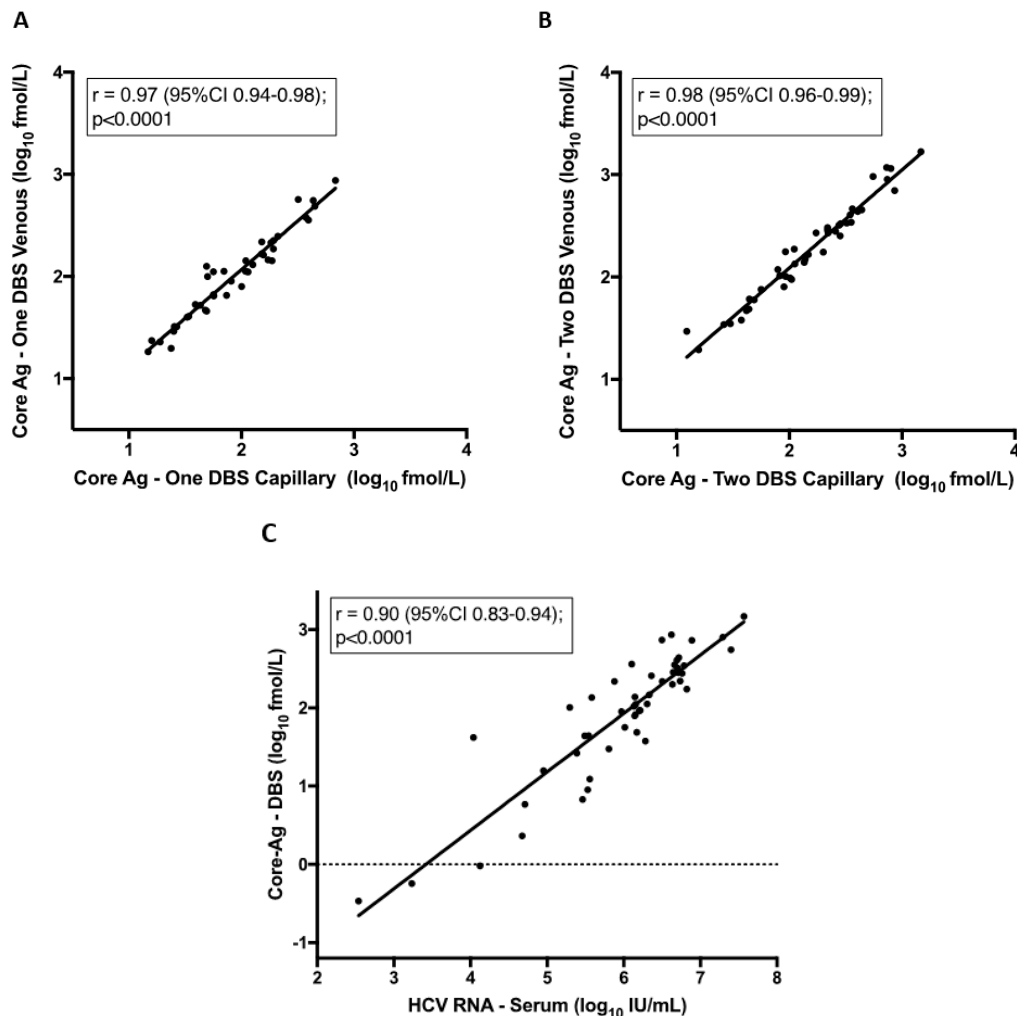 A
Core Ag - One DBS Venous (log10 fmol/L)
4
3
2
1
r = 0.97 (95%CI 0.94-0.98);
p<0.0001
1 2 3 4
Core Ag - One DBS Capillary (log10 fmol/L)
B
Core Ag - Two DBS Venous (log10 fmol/L)
4
3
2
1
r = 0.98 (95%CI 0.96-0.99);
p<0.0001
1 2 3 4
Core Ag - Two DBS Capillary (log10 fmol/L)
C
Core-Ag - DBS (log10 fmol/L)
3
2
1
0
-1
r = 0.90 (95%CI 0.83-0.94);
p<0.0001
2 3 4 5 6 7 8
HCV RNA - Serum (log10 IU/mL)